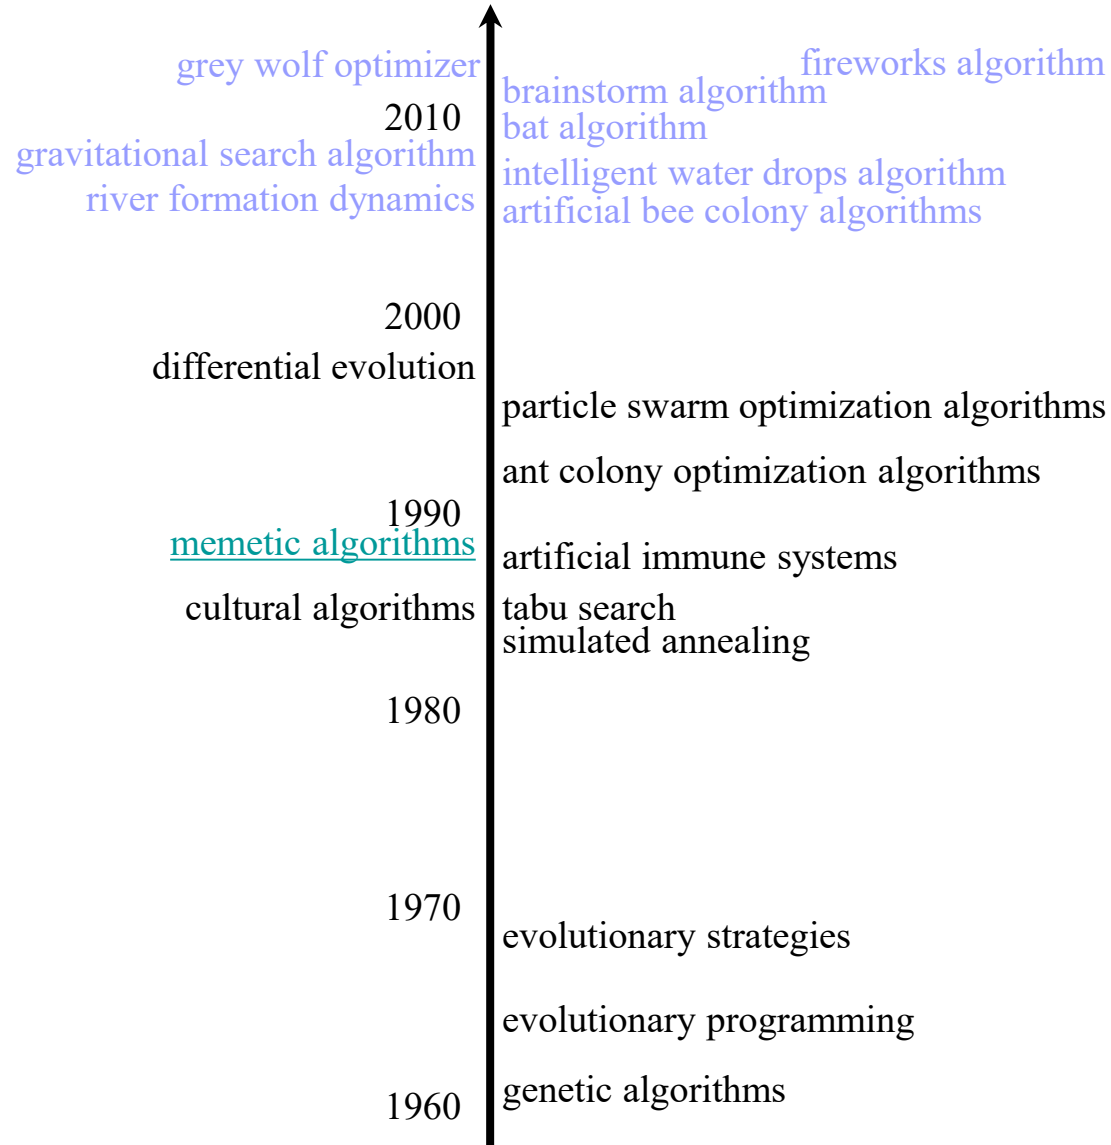 grey wolf optimizer
fireworks algorithm
brainstorm algorithm
2010
bat algorithm
gravitational search algorithm
intelligent water drops algorithm
river formation dynamics
artificial bee colony algorithms
2000
differential evolution
particle swarm optimization algorithms
ant colony optimization algorithms
1990
memetic algorithms
artificial immune systems
cultural algorithms
tabu search
simulated annealing
1980
1970
evolutionary strategies
evolutionary programming
genetic algorithms
1960